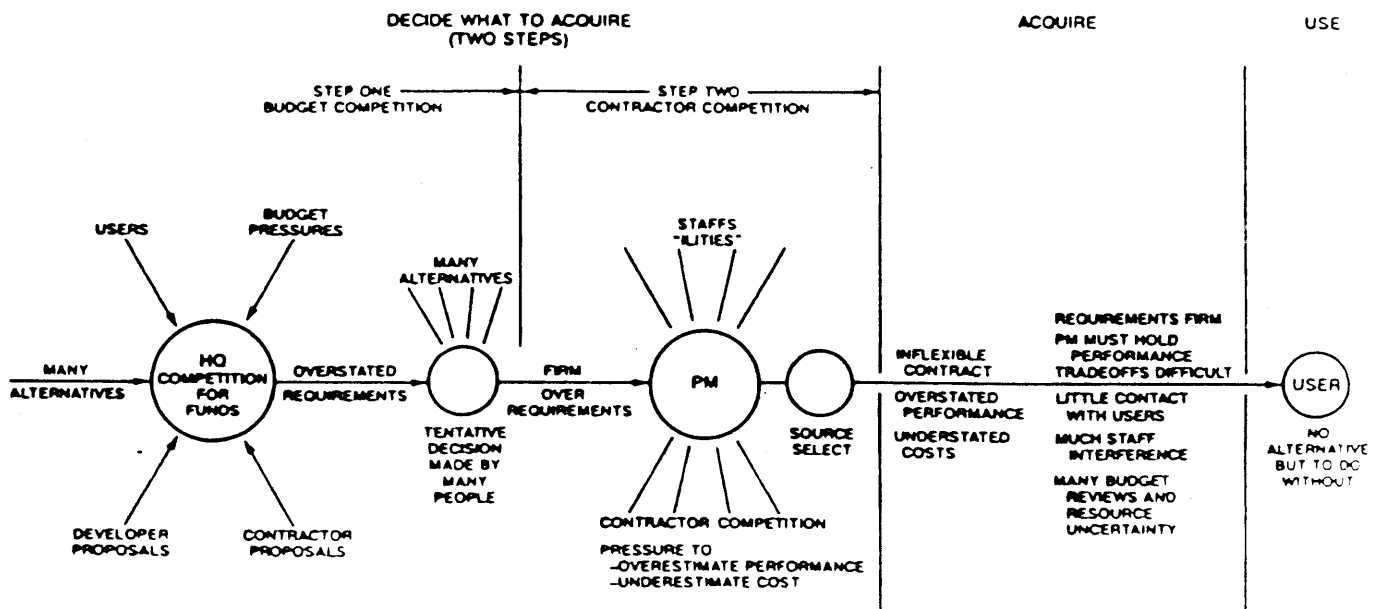 DECIDE WHAT TO ACQUIRE
(TWO STEPS)
ACQUIRE
USE
STEP ONE
BUDGET COMPETITION
STEP TWO
CONTRACTOR COMPETITION
USERS
BUDGET
PRESSURES
MANY
ALTERNATIVES
HQ
COMPETITION
FOR
FUNDS
DEVELOPER
PROPOSALS
CONTRACTOR
PROPOSALS
OVERSTATED
REQUIREMENTS
MANY
ALTERNATIVES
TENTATIVE
DECISION
MADE BY
MANY
PEOPLE
FIRM
OVER
REQUIREMENTS
STAFFS
"ILITIES"
PM
CONTRACTOR COMPETITION
PRESSURE TO
–OVERESTIMATE PERFORMANCE
–UNDERESTIMATE COST
SOURCE
SELECT
INFLEXIBLE
CONTRACT
OVERSTATED
PERFORMANCE
UNDERSTATED
COSTS
REQUIREMENTS FIRM
PM MUST HOLD
PERFORMANCE
TRADEOFFS DIFFICULT
LITTLE CONTACT
WITH USERS
MUCH STAFF
INTERFERENCE
MANY BUDGET
REVIEWS AND
RESOURCE
UNCERTAINTY
USER
NO
ALTERNATIVE
BUT TO DO
WITHOUT